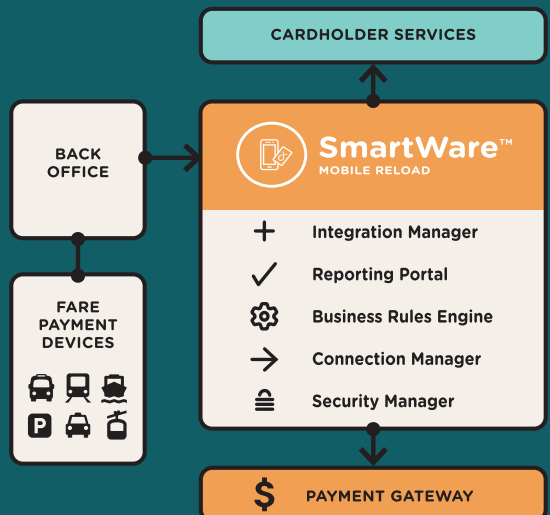 CARDHOLDER SERVICES
BACK
OFFICE
SmartWare™
MOBILE RELOAD
Integration Manager
Reporting Portal
Business Rules Engine
Connection Manager
Security Manager
FARE
PAYMENT
DEVICES
P
$ PAYMENT GATEWAY